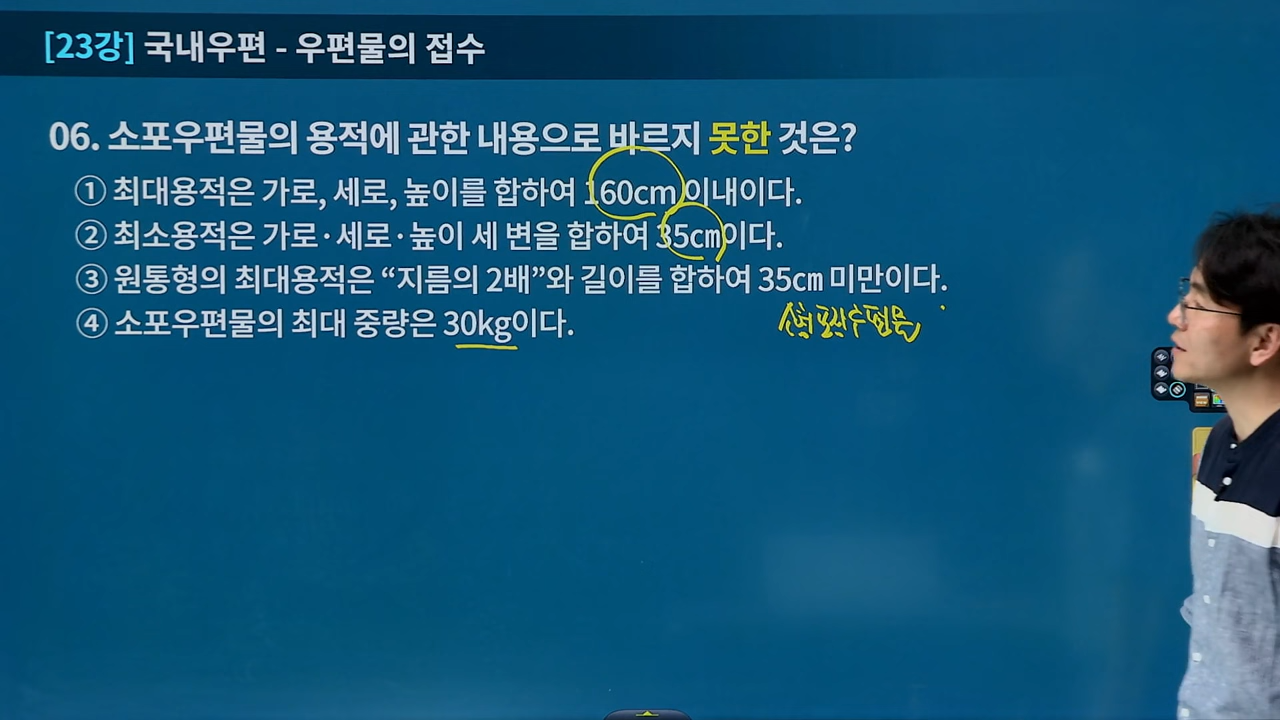 [23강] 국내우편 - 우편물의 접수
06. 소포우편물의 용적에 관한 내용으로 바르지 못한 것은?
① 최대용적은 가로, 세로, 높이를 합하여 160cm 이내이다.
② 최소용적은 가로·세로·높이 세 변을 합하여 35㎝이다.
③ 원통형의 최대용적은 “지름의 2배”와 길이를 합하여 35㎝ 미만이다.
④ 소포우편물의 최대 중량은 30kg이다.